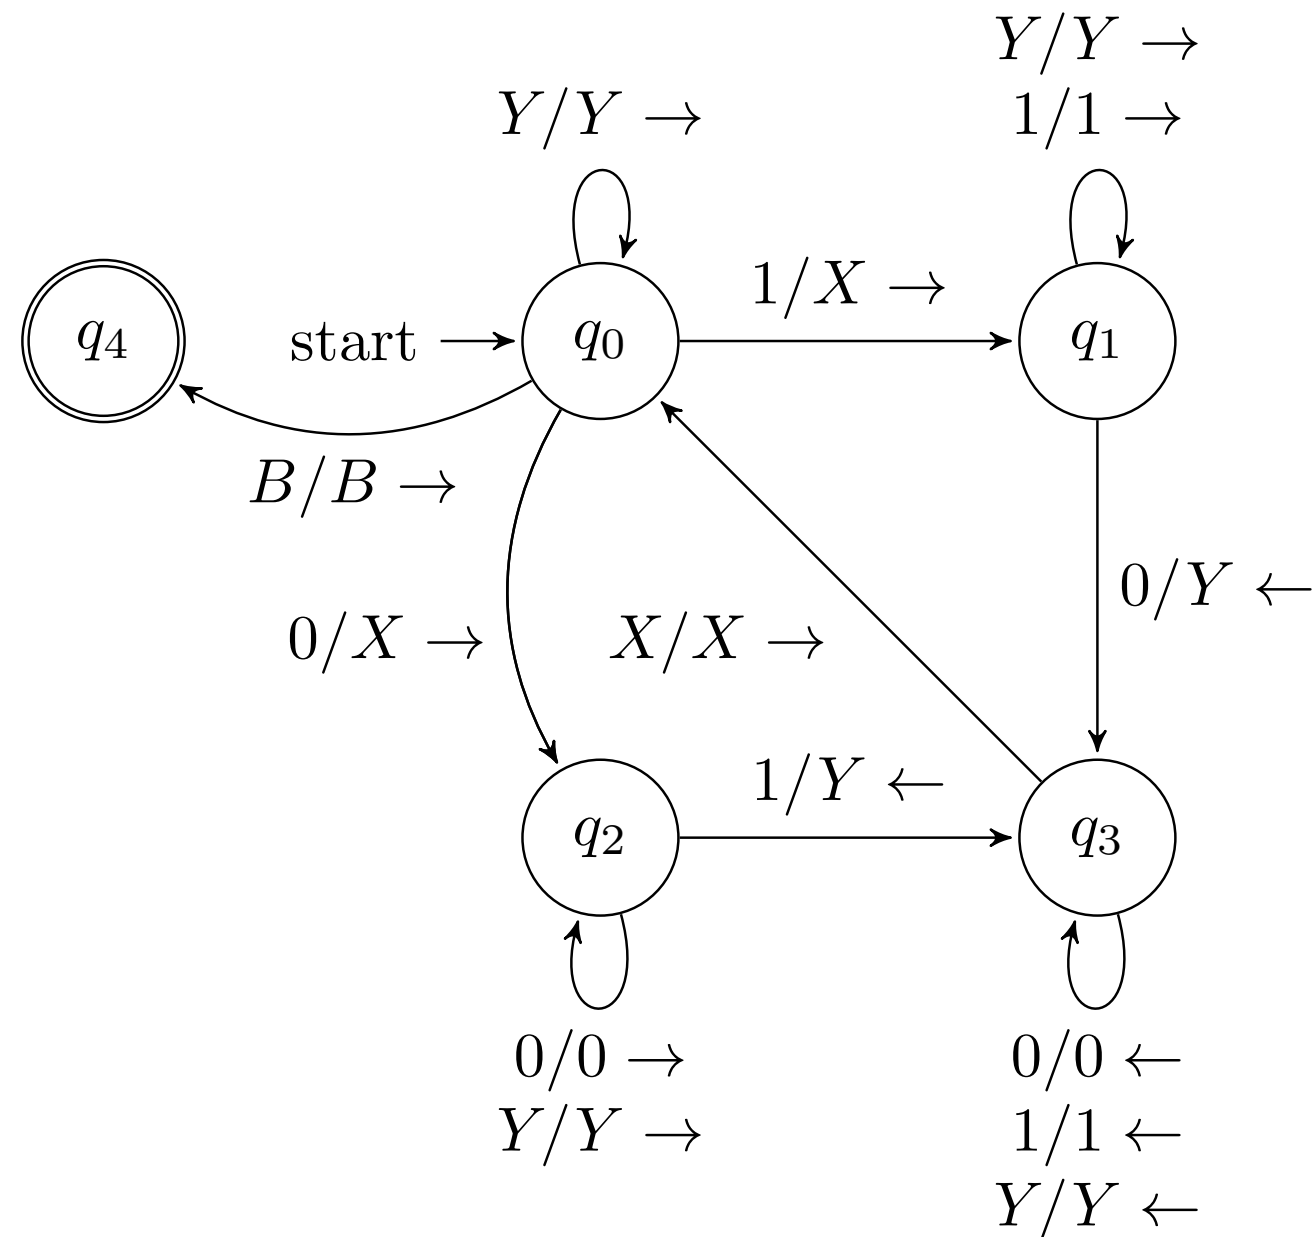 Y/Y →
1/1 →
Y/Y →
1/X →
q4
start
q0
q1
B/B →
0/Y ←
0/X →
X/X →
1/Y ←
q2
q3
0/0 →
Y/Y →
0/0 ←
1/1 ←
Y/Y ←